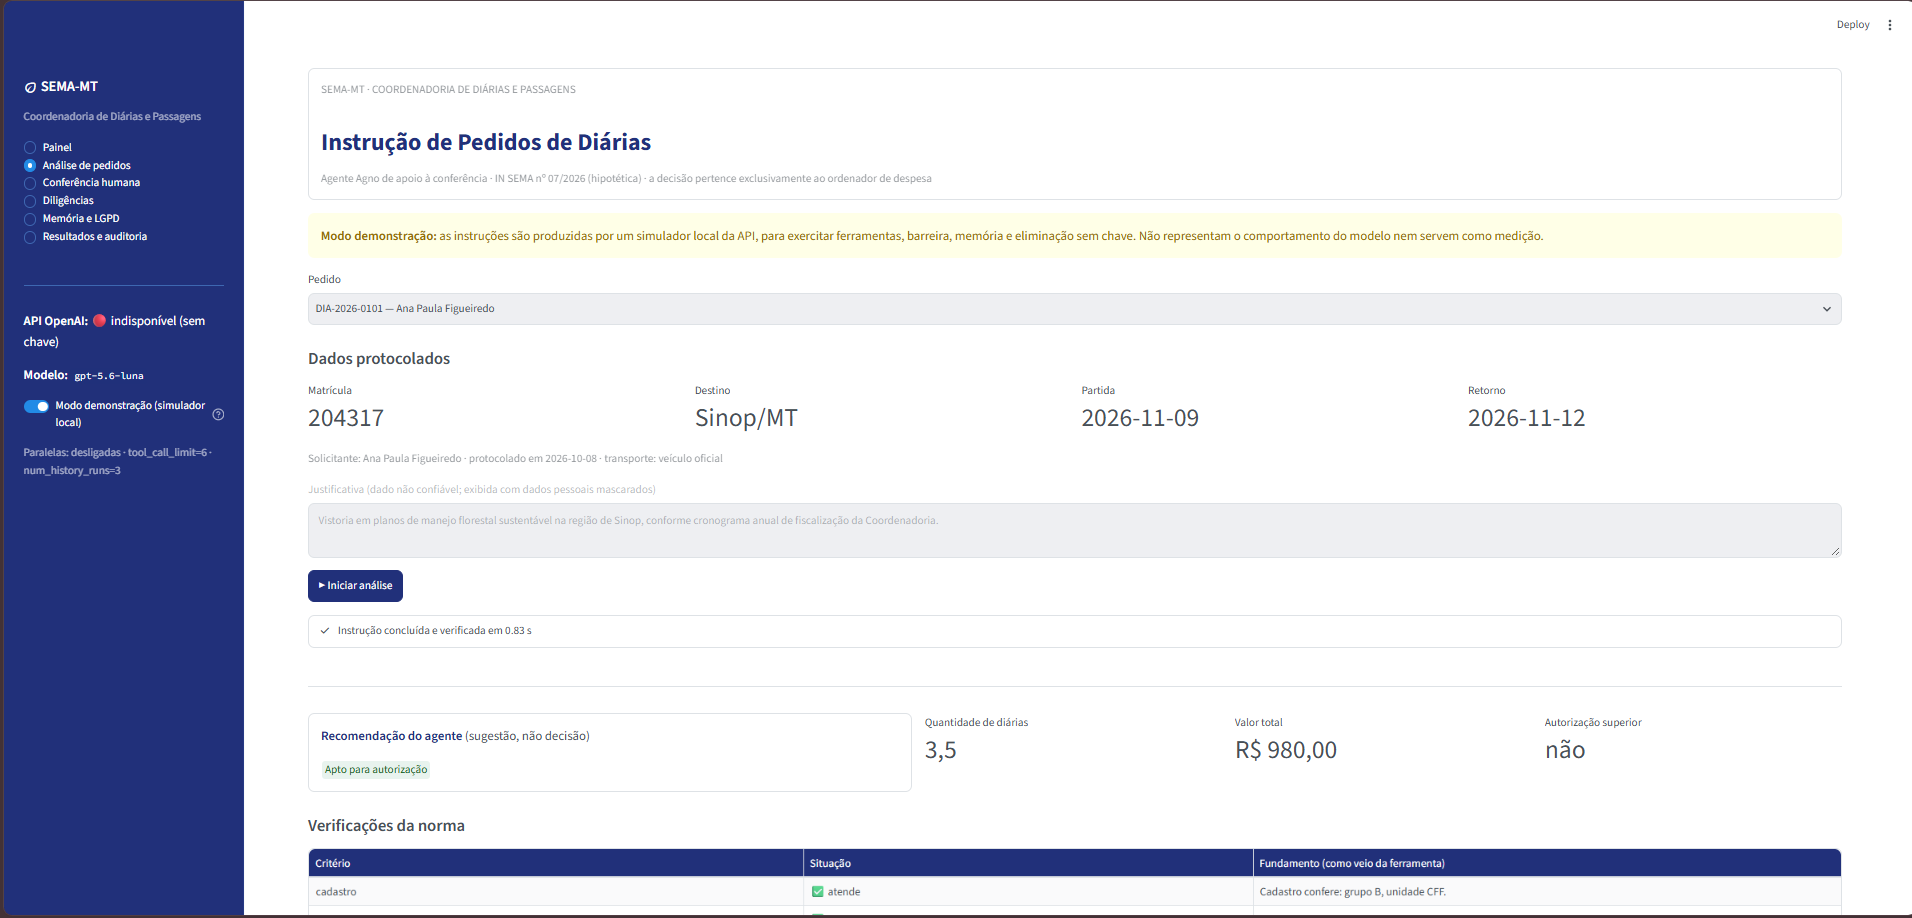 Deploy
SEMA-MT
Coordenadoria de Diárias e Passagens
Painel
Análise de pedidos
Conferência humana
Diligências
Memória e LGPD
Resultados e auditoria
API OpenAI: indisponível (sem
chave)
Modelo: gpt-5.6-luna
Modo demonstração (simulador
local)
Paralelas: desligadas · tool_call_limit=6 ·
num_history_runs=3
SEMA-MT · COORDENADORIA DE DIÁRIAS E PASSAGENS
Instrução de Pedidos de Diárias
Agente Agno de apoio à conferência · IN SEMA nº 07/2026 (hipotética) · a decisão pertence exclusivamente ao ordenador de despesa
Modo demonstração: as instruções são produzidas por um simulador local da API, para exercitar ferramentas, barreira, memória e eliminação sem chave. Não representam o comportamento do modelo nem servem como medição.
Pedido
DIA-2026-0101 — Ana Paula Figueiredo
Dados protocolados
Matrícula Destino Partida Retorno
204317 Sinop/MT 2026-11-09 2026-11-12
Solicitante: Ana Paula Figueiredo · protocolado em 2026-10-08 · transporte: veículo oficial
Justificativa (dado não confiável; exibida com dados pessoais mascarados)
Vistoria em planos de manejo florestal sustentável na região de Sinop, conforme cronograma anual de fiscalização da Coordenadoria.
Iniciar análise
Instrução concluída e verificada em 0.83 s
Recomendação do agente (sugestão, não decisão)
Apto para autorização
Quantidade de diárias Valor total Autorização superior
3,5 R$ 980,00 não
Verificações da norma
Critério Situação Fundamento (como veio da ferramenta)
cadastro atende Cadastro confere: grupo B, unidade CFF.